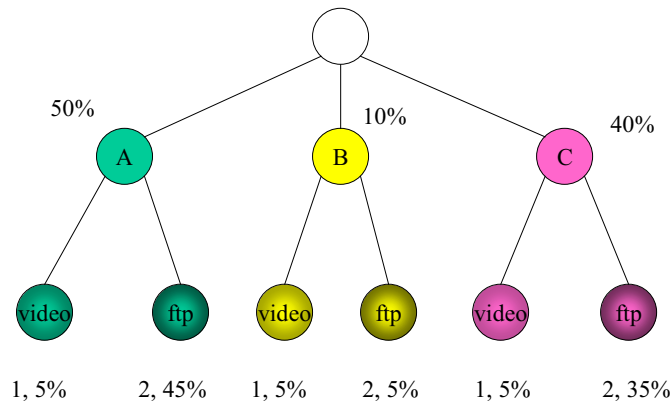 50%
10%
40%
A
B
C
video
ftp
video
ftp
video
ftp
1, 5%
2, 45%
1, 5%
2, 5%
1, 5%
2, 35%